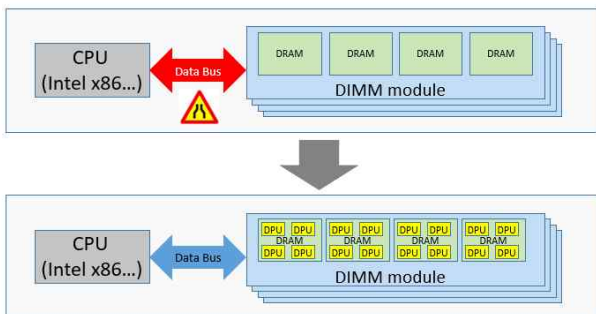 CPU
(Intel x86...)
Data Bus
DRAM DRAM DRAM DRAM
DIMM module
CPU
(Intel x86...)
Data Bus
DPU DPU DPU DPU DPU DPU DPU DPU
DRAM DRAM DRAM DRAM
DPU DPU DPU DPU DPU DPU DPU DPU
DIMM module